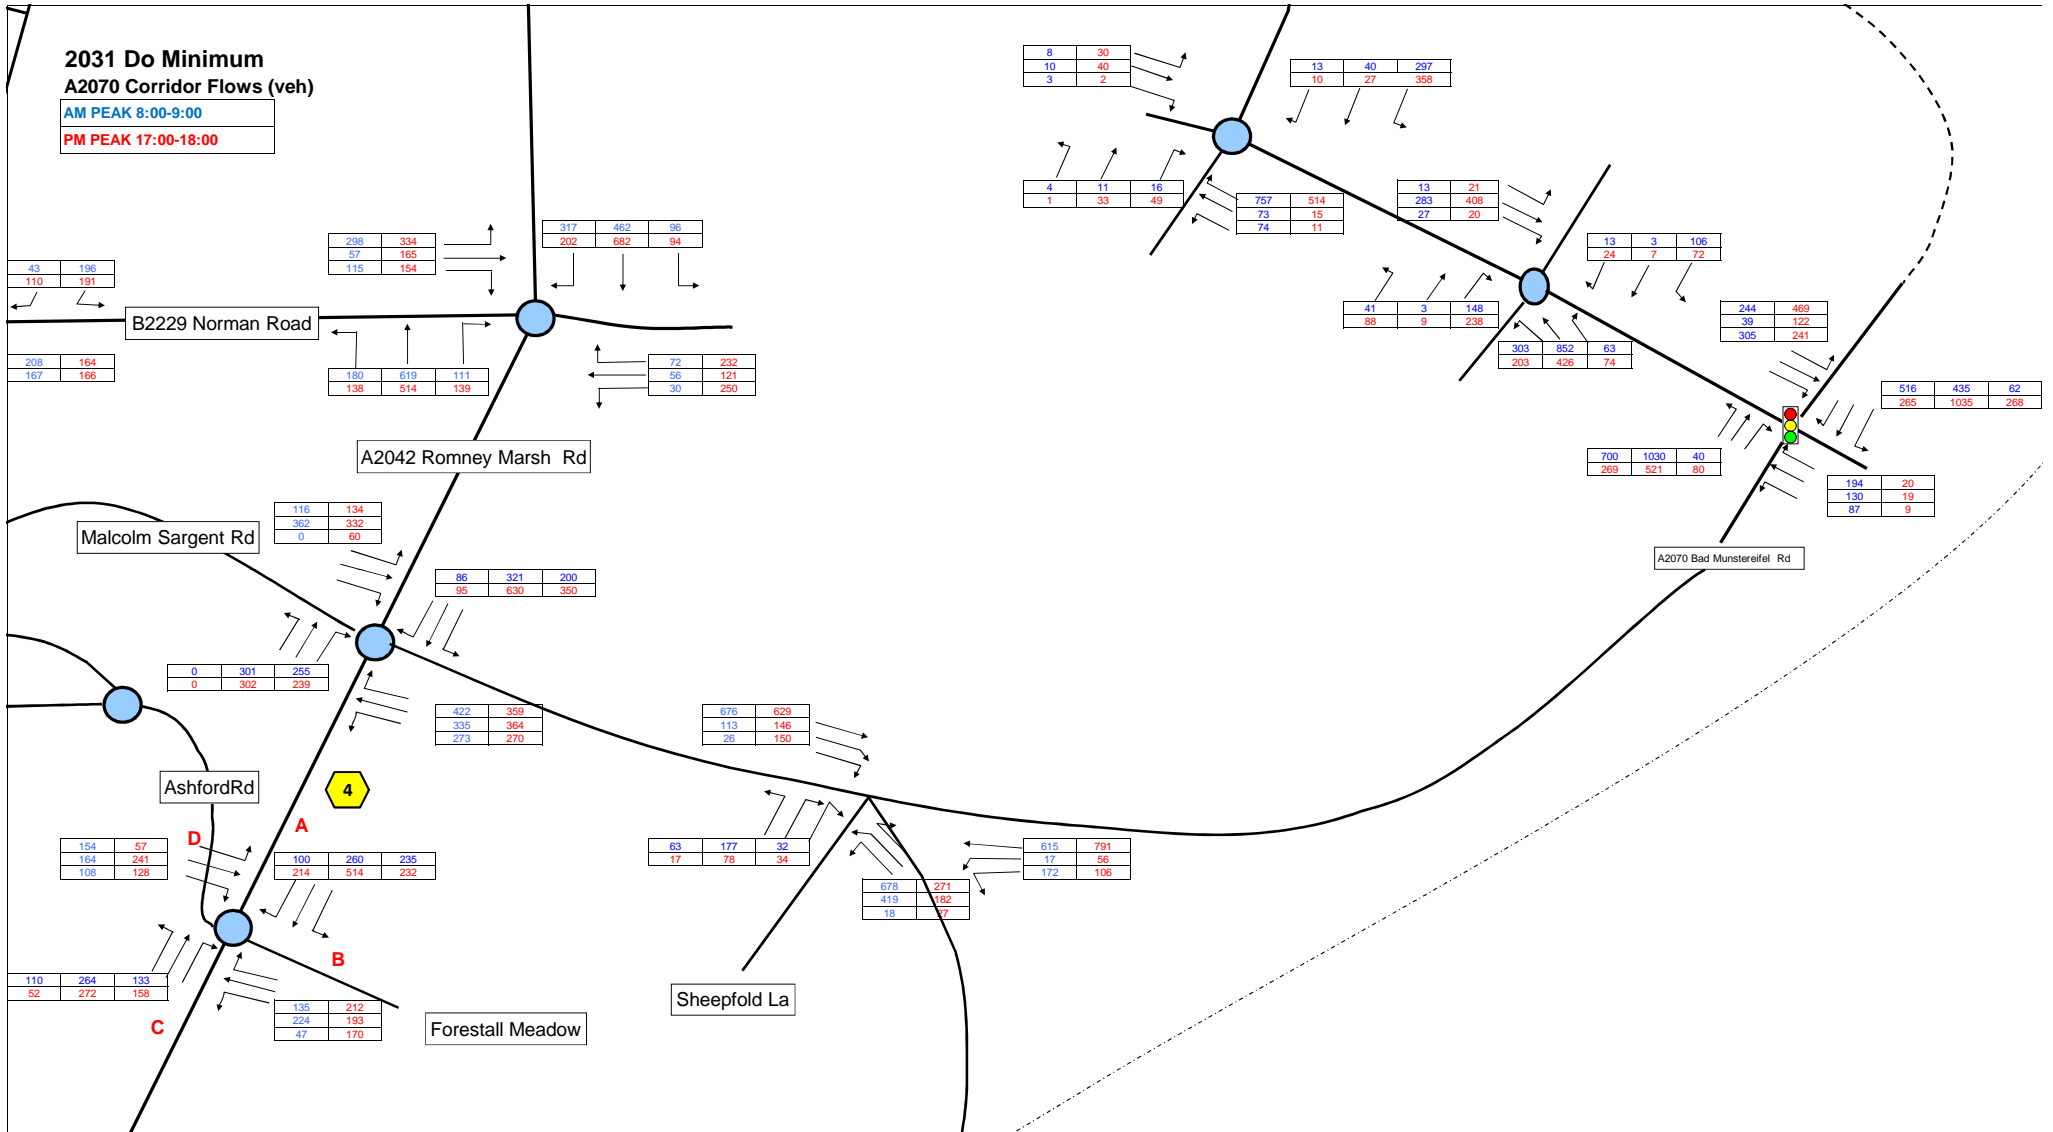 2031 Do Minimum
A2070 Corridor Flows (veh)
AM PEAK 8:00-9:00
PM PEAK 17:00-18:00
8 30
10 40
3 2
13 40 297
10 27 358
4 11 16
1 33 49
757 514
73 15
74 11
13 21
283 408
27 20
13 3 106
24 7 72
41 3 148
88 9 238
303 852 63
203 426 74
244 469
39 122
305 241
516 435 62
265 1035 268
700 1030 40
269 521 80
194 20
130 19
87 9
A2070 Bad Munstereifel Rd
317 462 96
202 682 94
298 334
57 165
115 154
43 196
110 191
B2229 Norman Road
208 164
167 166
180 619 111
138 514 139
72 232
56 121
30 250
A2042 Romney Marsh Rd
116 134
362 332
0 60
Malcolm Sargent Rd
86 321 200
95 630 350
0 301 255
0 302 239
422 359
335 364
273 270
676 629
113 146
26 150
AshfordRd
4
A
D
154 57
164 241
108 128
100 260 235
214 514 232
63 177 32
17 78 34
615 791
17 56
172 106
678 271
419 182
18 27
B
110 264 133
52 272 158
135 212
224 193
47 170
C
Sheepfold La
Forestall Meadow